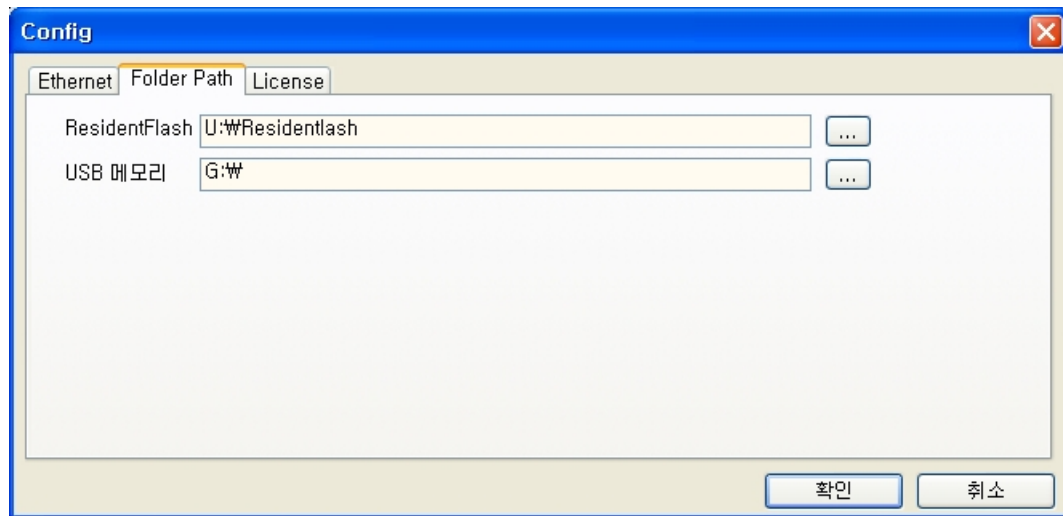 Config
Ethernet Folder Path License
ResidentFlash U:₩Residentlash ...
USB 메모리 G:₩ ...
확인 취소